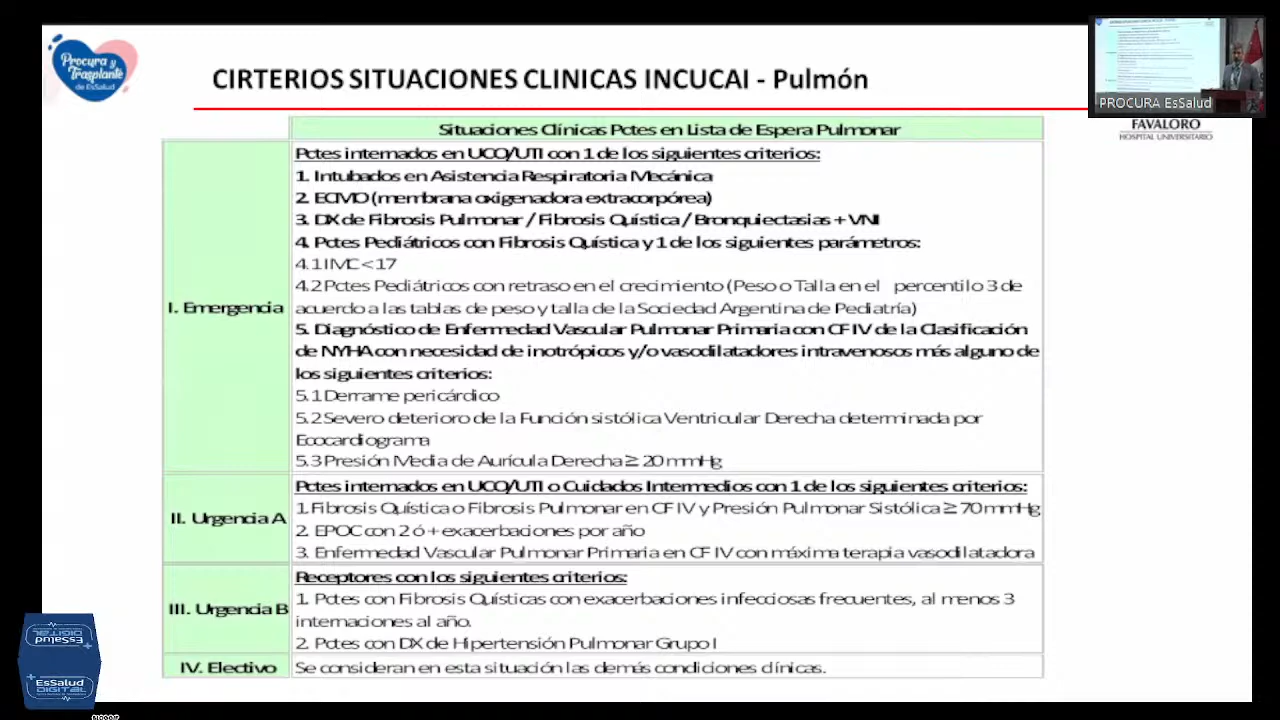 Procura y
Trasplante
de EsSalud
CRITERIOS SITUACIONES CLINICAS INCUCAI - Pulmón
PROCURA EsSalud
FAVALORO
HOSPITAL UNIVERSITARIO
Situaciones Clínicas Pctes en Lista de Espera Pulmonar
I. Emergencia
Pctes internados en UCO/UTI con 1 de los siguientes criterios:
1. Intubados en Asistencia Respiratoria Mecánica
2. ECMO (membrana oxigenadora extracorpórea)
3. DX de Fibrosis Pulmonar / Fibrosis Quística / Bronquiectasias + VNI
4. Pctes Pediátricos con Fibrosis Quística y 1 de los siguientes parámetros:
4.1 IMC < 17
4.2 Pctes Pediátricos con retraso en el crecimiento (Peso o Talla en el percentilo 3 de
acuerdo a las tablas de peso y talla de la Sociedad Argentina de Pediatría)
5. Diagnóstico de Enfermedad Vascular Pulmonar Primaria con CF IV de la Clasificación
de NYHA con necesidad de inotrópicos y/o vasodilatadores intravenosos más alguno de
los siguientes criterios:
5.1 Derrame pericárdico
5.2 Severo deterioro de la Función sistólica Ventricular Derecha determinada por
Ecocardiograma
5.3 Presión Media de Aurícula Derecha ≥ 20 mmHg
II. Urgencia A
Pctes internados en UCO/UTI o Cuidados Intermedios con 1 de los siguientes criterios:
1. Fibrosis Quística o Fibrosis Pulmonar en CF IV y Presión Pulmonar Sistólica ≥ 70 mmHg
2. EPOC con 2 ó + exacerbaciones por año
3. Enfermedad Vascular Pulmonar Primaria en CF IV con máxima terapia vasodilatadora
III. Urgencia B
Receptores con los siguientes criterios:
1. Pctes con Fibrosis Quísticas con exacerbaciones infecciosas frecuentes, al menos 3
internaciones al año.
2. Pctes con DX de Hipertensión Pulmonar Grupo I
IV. Electivo
Se consideran en esta situación las demás condiciones clínicas.
EsSalud
DIGITAL
EsSalud
DIGITAL